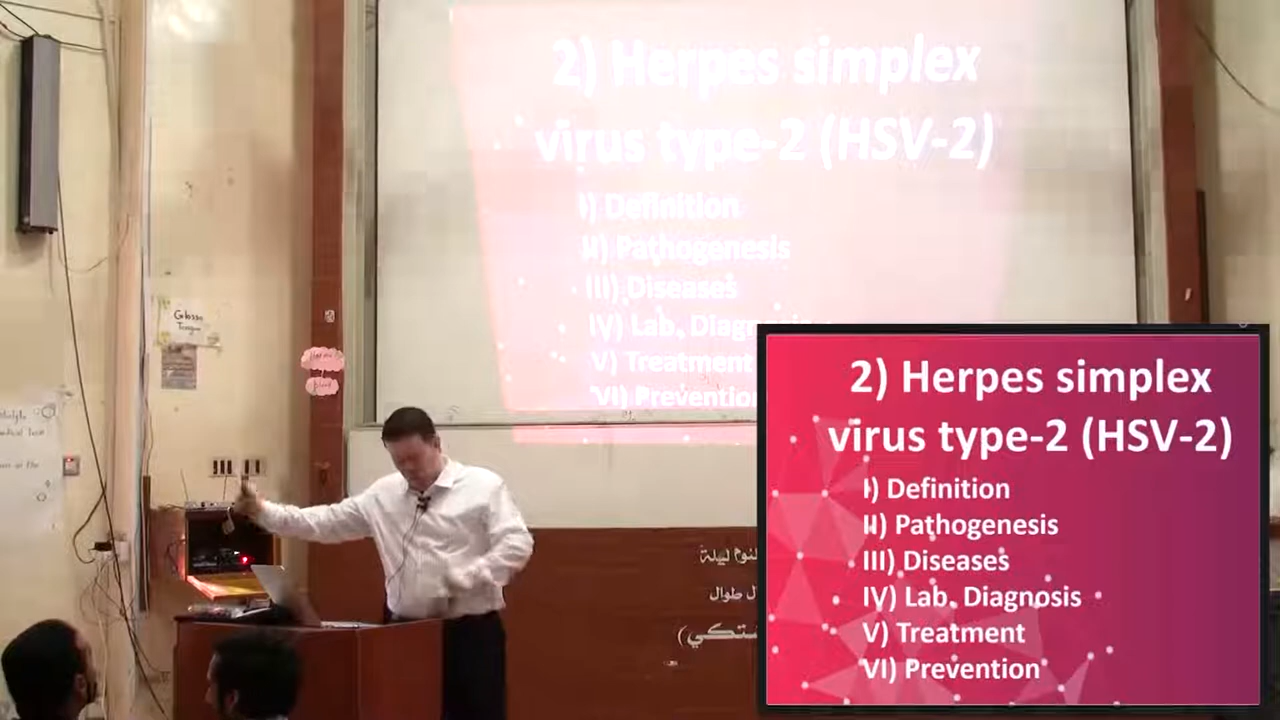 2) Herpes simplex
virus type-2 (HSV-2)
I) Definition
II) Pathogenesis
III) Diseases
IV) Lab. Diagnosis
V) Treatment
VI) Prevention
2) Herpes simplex
virus type-2 (HSV-2)
I) Definition
II) Pathogenesis
III) Diseases
IV) Lab. Diagnosis
V) Treatment
VI) Prevention
ليلة
طوال